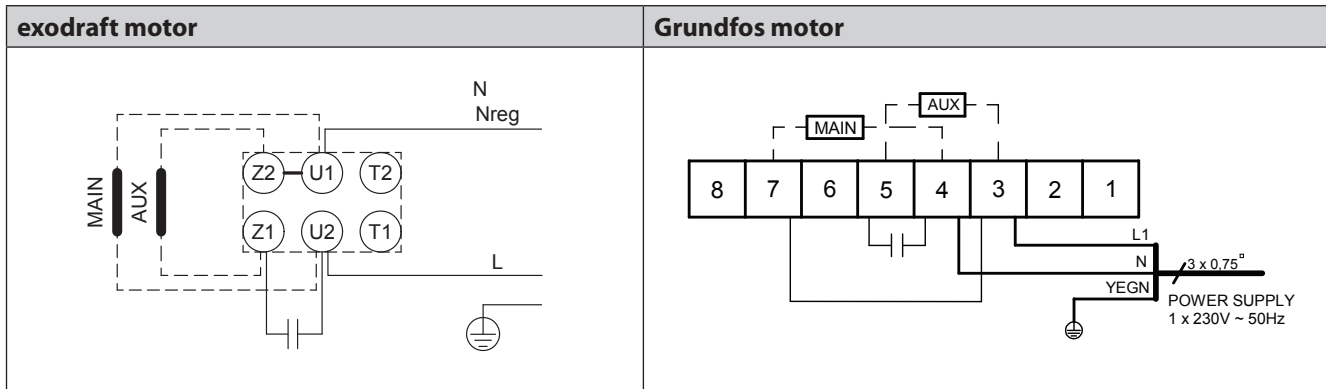 exodraft motor
Grundfos motor
N
Nreg
MAIN
AUX
Z2
U1
T2
Z1
U2
T1
L
AUX
MAIN
8 7 6 5 4 3 2 1
L1
N
3 x 0,75¤
YEGN
POWER SUPPLY
1 x 230V ~ 50Hz